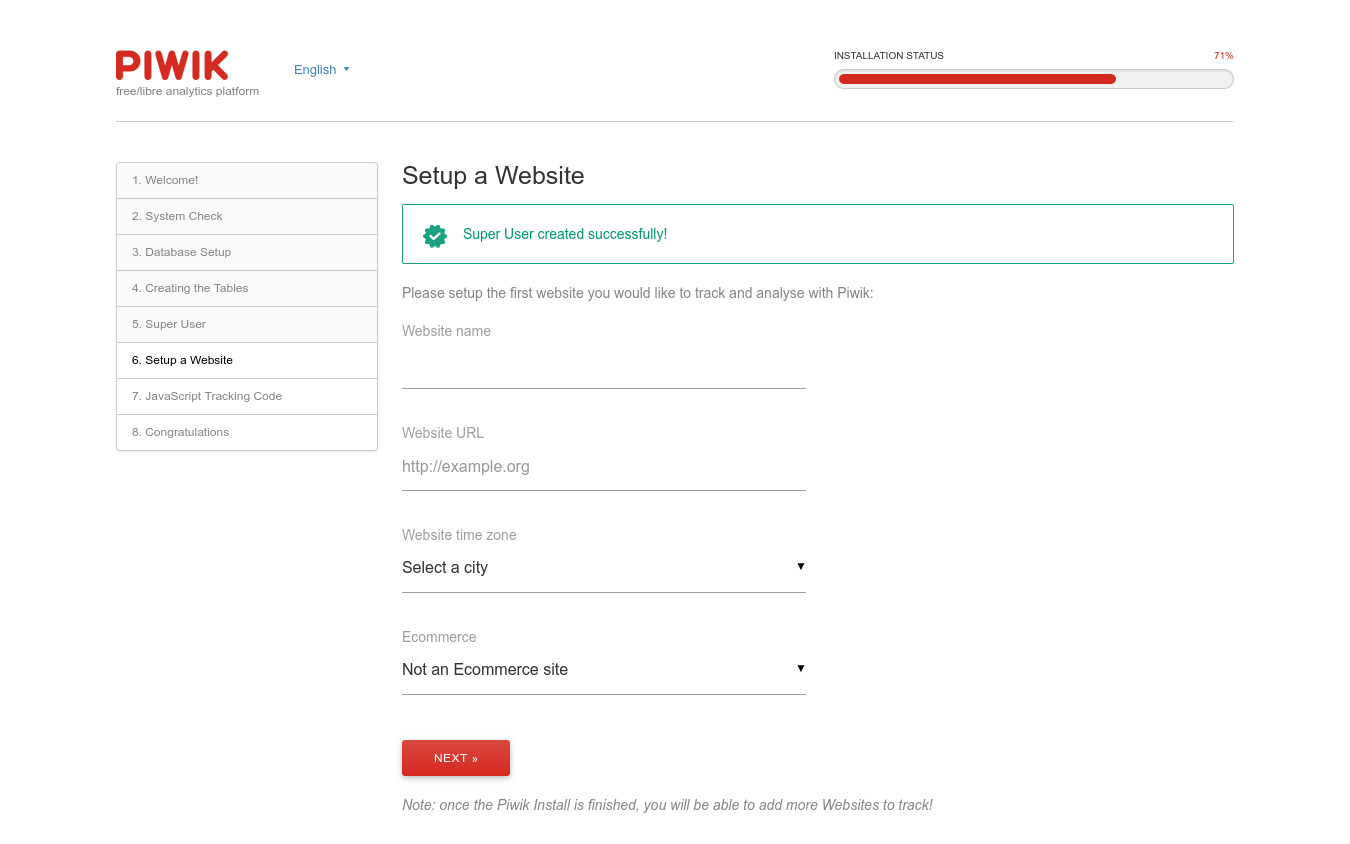 PIWIK
free/libre analytics platform
English
INSTALLATION STATUS 71%
1. Welcome!
2. System Check
3. Database Setup
4. Creating the Tables
5. Super User
6. Setup a Website
7. JavaScript Tracking Code
8. Congratulations
Setup a Website
Super User created successfully!
Please setup the first website you would like to track and analyse with Piwik:
Website name
Website URL
http://example.org
Website time zone
Select a city
Ecommerce
Not an Ecommerce site
NEXT »
Note: once the Piwik Install is finished, you will be able to add more Websites to track!